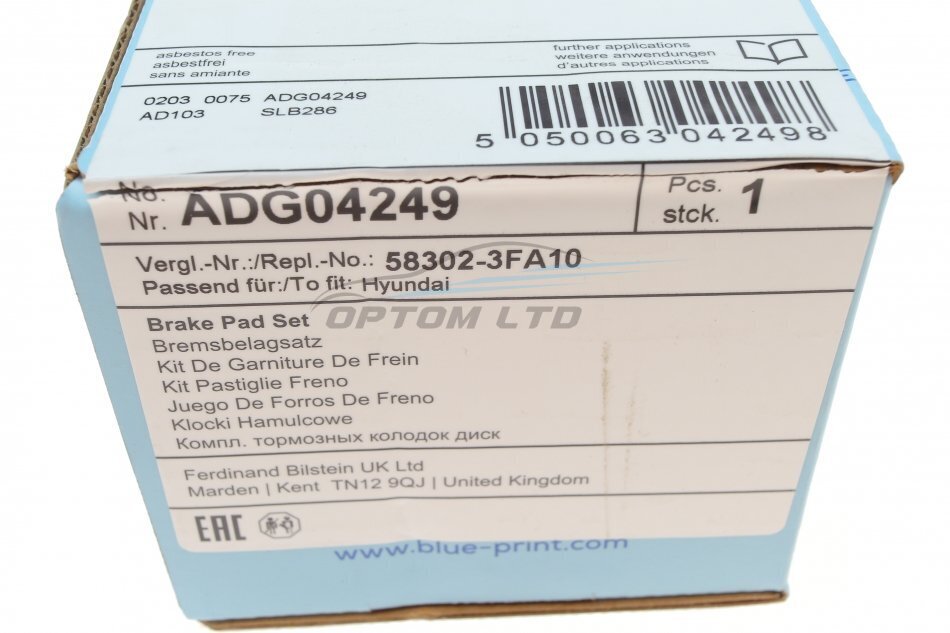 asbestos free
asbestfrei
sans amiante
further applications
weitere anwendungen
d'autres applications
0203 0075 ADG04249
AD103 SLB286
5 050063 042498
No.
Nr. ADG04249
Pcs.
stck. 1
Vergl.-Nr.:/Repl.-No.: 58302-3FA10
Passend für:/To fit: Hyundai
OPTOM LTD
Brake Pad Set
Bremsbelagsatz
Kit De Garniture De Frein
Kit Pastiglie Freno
Juego De Forros De Freno
Klocki Hamulcowe
Компл. тормозных колодок диск
Ferdinand Bilstein UK Ltd
Marden | Kent TN12 9QJ | United Kingdom
EAC
www.blue-print.com